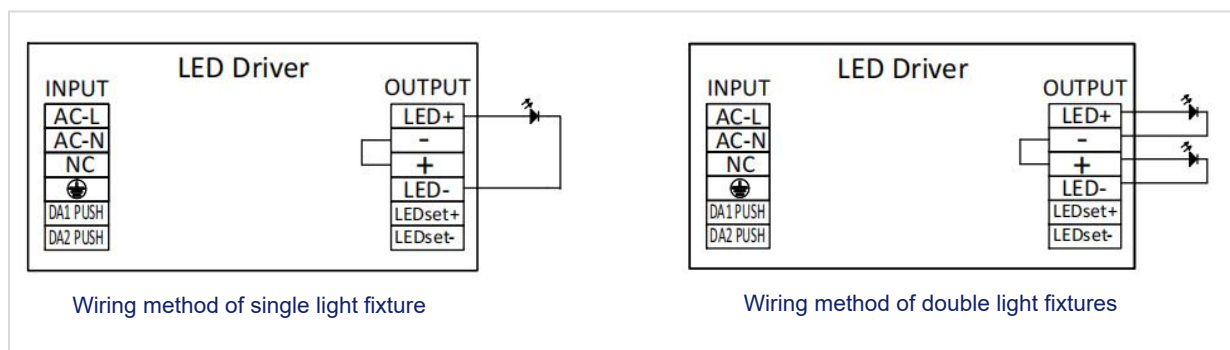 LED Driver
INPUT
OUTPUT
AC-L
AC-N
NC
DA1 PUSH
DA2 PUSH
LED+
-
+
LED-
LEDset+
LEDset-
Wiring method of single light fixture
LED Driver
INPUT
OUTPUT
AC-L
AC-N
NC
DA1 PUSH
DA2 PUSH
LED+
-
+
LED-
LEDset+
LEDset-
Wiring method of double light fixtures